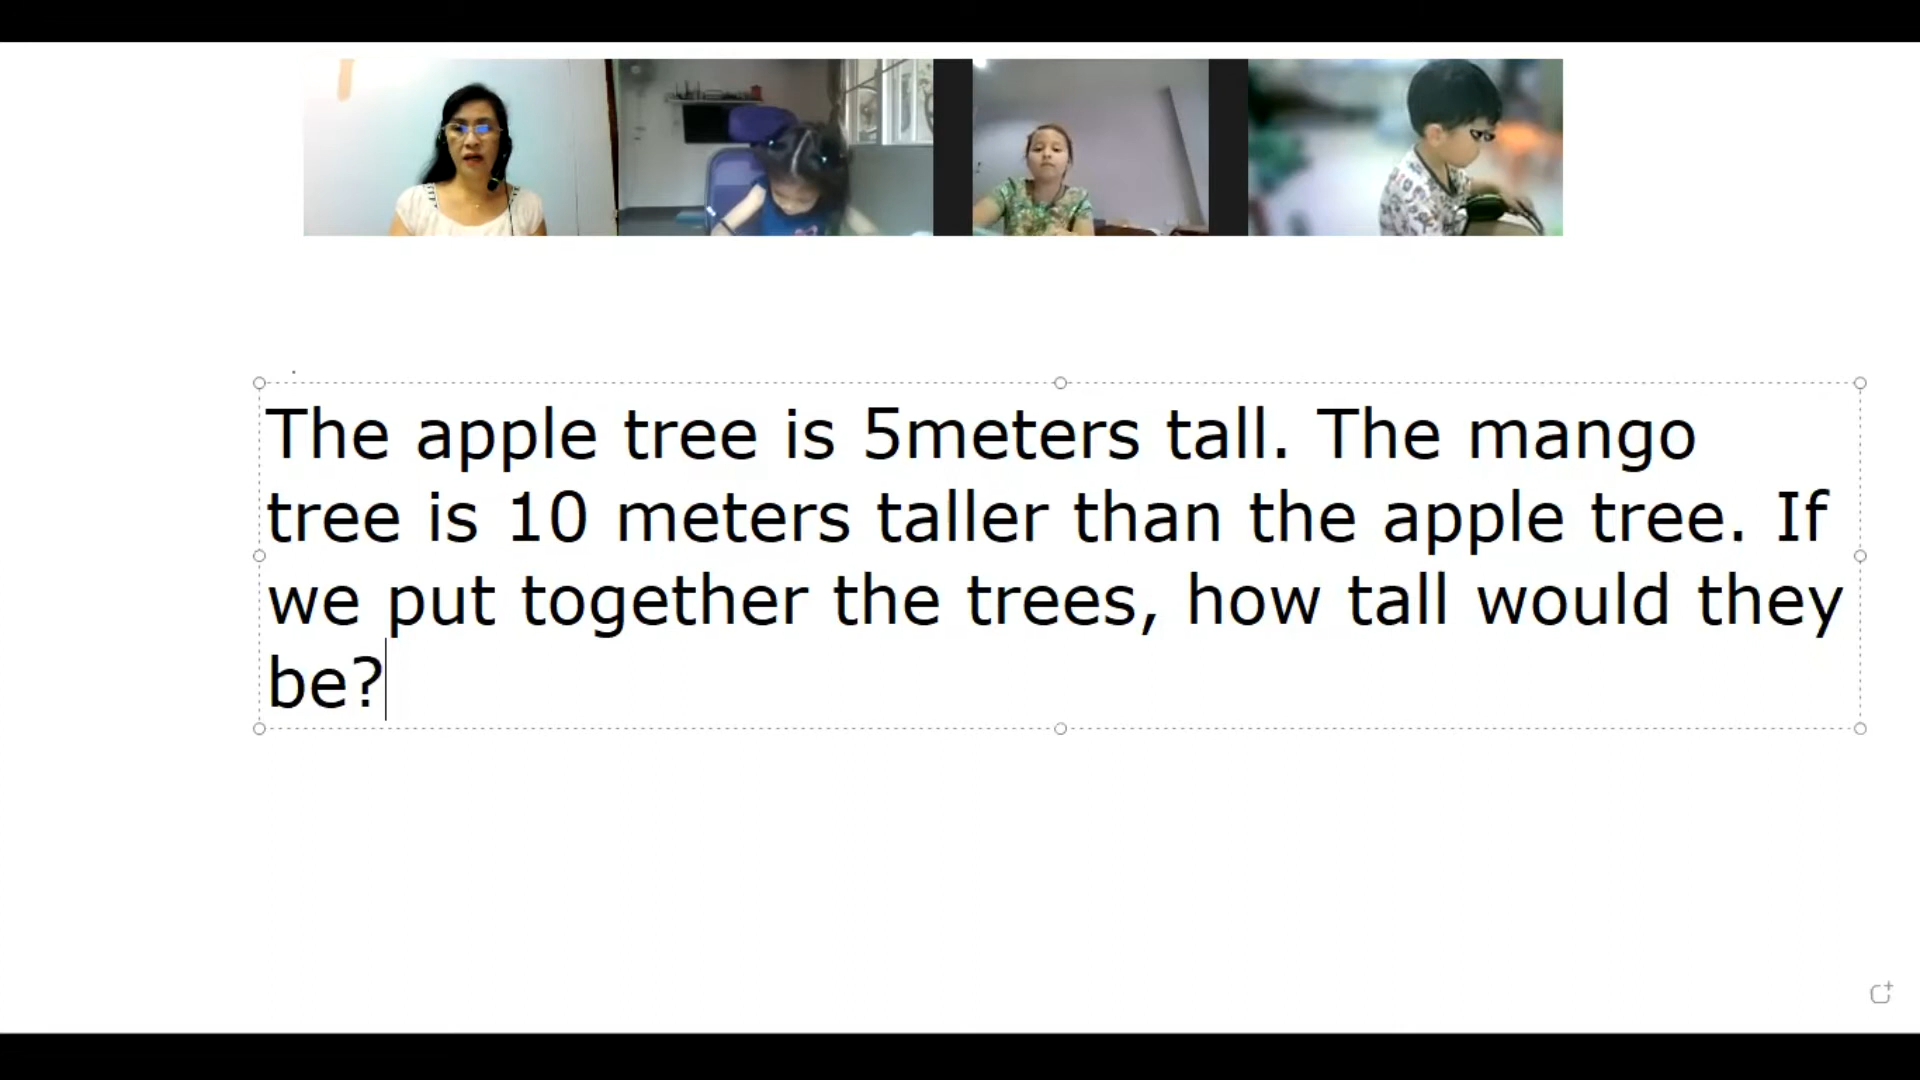 The apple tree is 5meters tall. The mango
tree is 10 meters taller than the apple tree. If
we put together the trees, how tall would they
be?